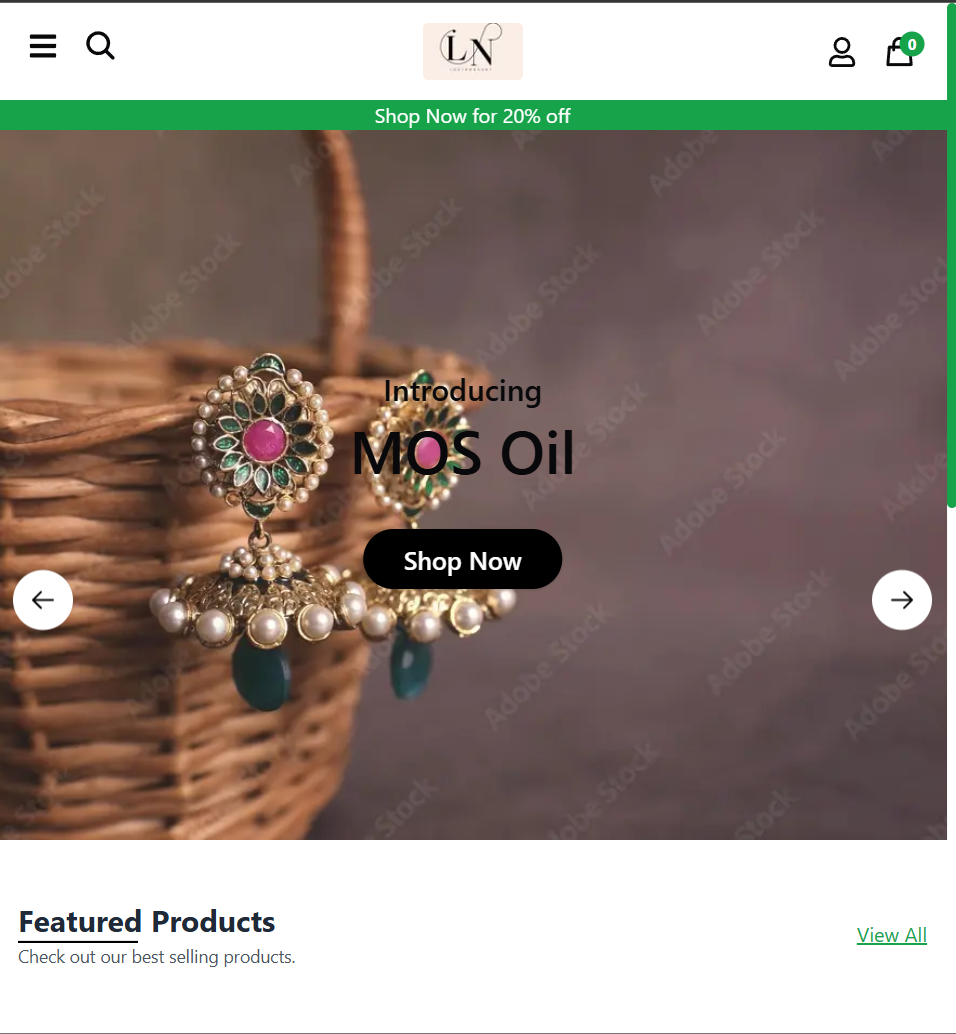 LN
0
Shop Now for 20% off
Adobe Stock
Introducing
MOS Oil
Shop Now
Featured Products
View All
Check out our best selling products.